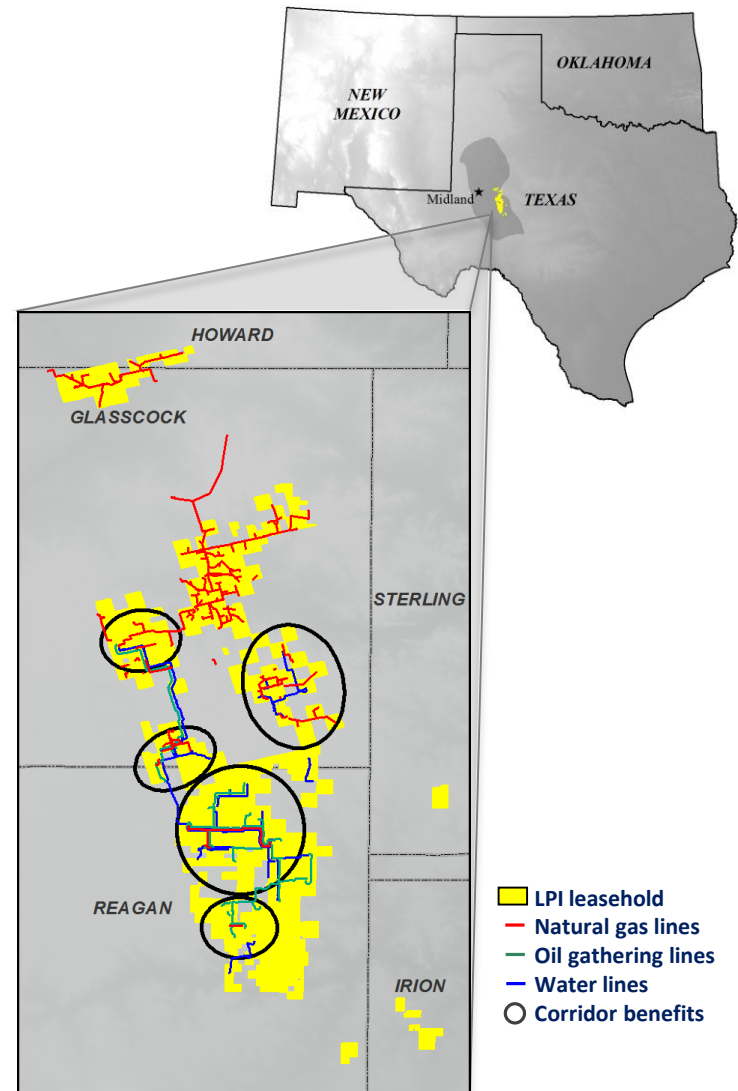 OKLAHOMA
NEW
MEXICO
Midland
TEXAS
HOWARD
GLASSCOCK
STERLING
REAGAN
IRION
LPI leasehold
Natural gas lines
Oil gathering lines
Water lines
Corridor benefits